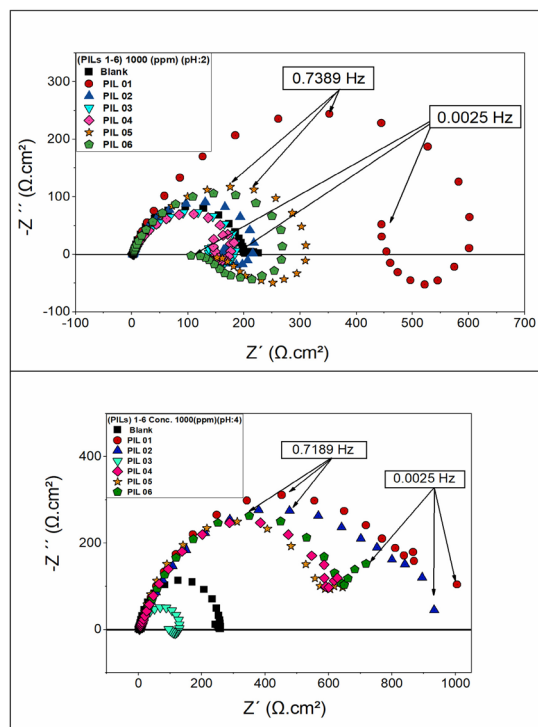 (PILs 1-6) 1000 (ppm) (pH:2)
Blank
PIL 01
PIL 02
PIL 03
PIL 04
PIL 05
PIL 06
0.7389 Hz
0.0025 Hz
300
200
100
0
-100
-Z´´ (Ω.cm²)
-100 0 100 200 300 400 500 600 700
Z´ (Ω.cm²)
(PILs) 1-6 Conc. 1000(ppm)(pH:4)
Blank
PIL 01
PIL 02
PIL 03
PIL 04
PIL 05
PIL 06
0.7189 Hz
0.0025 Hz
400
200
0
-Z´´ (Ω.cm²)
0 200 400 600 800 1000
Z´ (Ω.cm²)